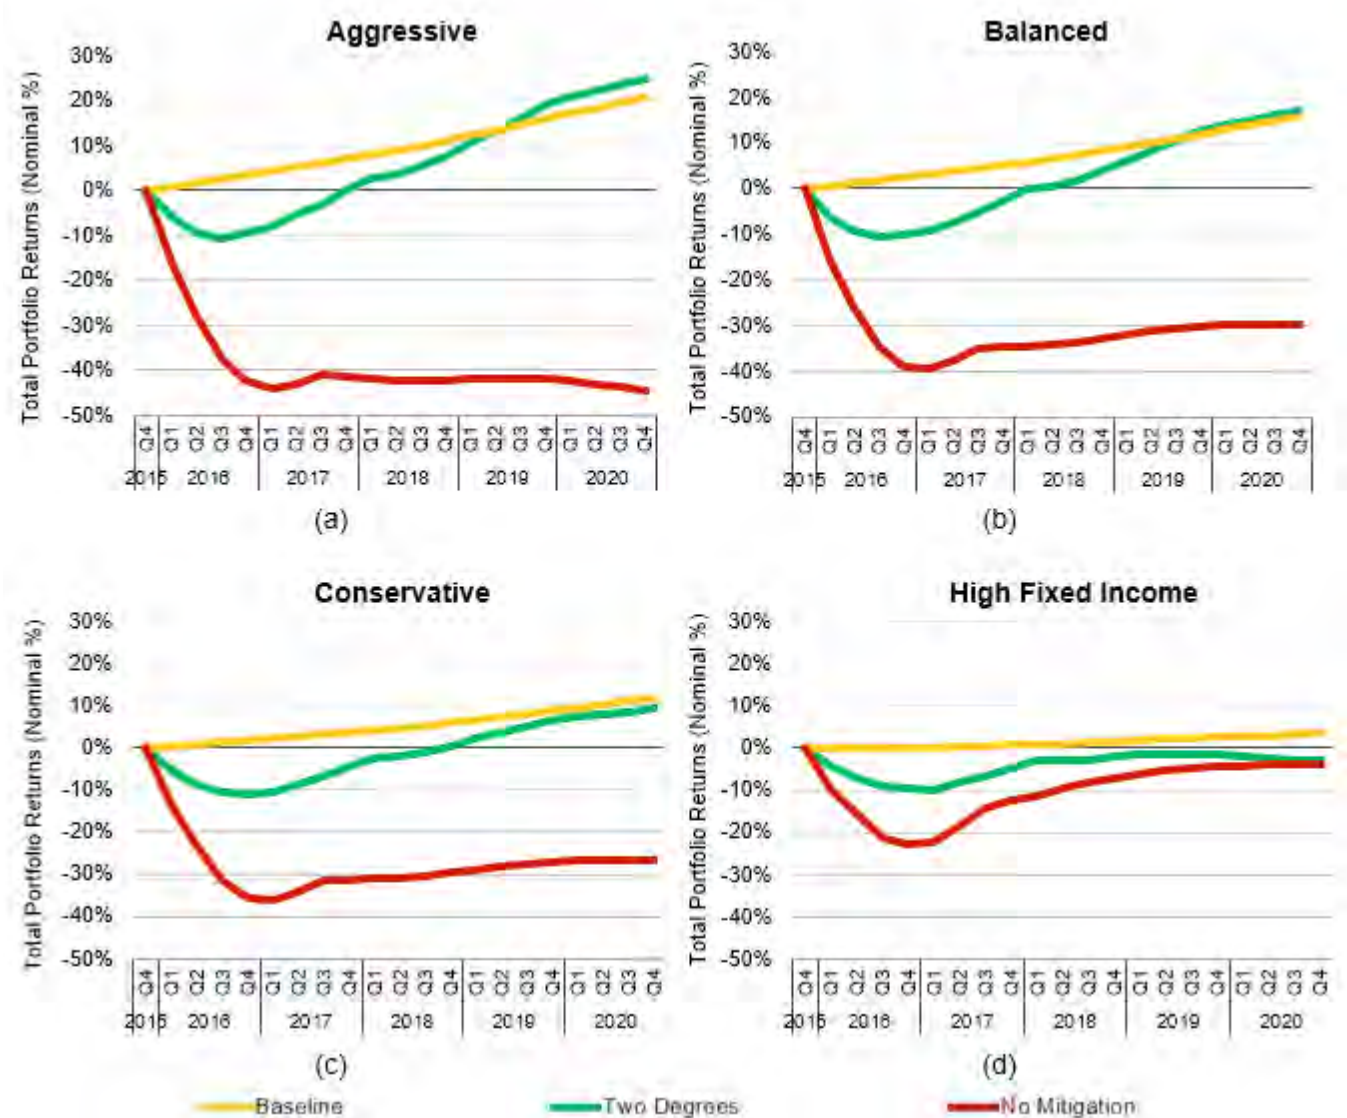 Aggressive
Total Portfolio Returns (Nominal %)
30%
20%
10%
0%
-10%
-20%
-30%
-40%
-50%
Q4 Q1 Q2 Q3 Q4 Q1 Q2 Q3 Q4 Q1 Q2 Q3 Q4 Q1 Q2 Q3 Q4 Q1 Q2 Q3 Q4
2015 2016 2017 2018 2019 2020
(a)
Balanced
Total Portfolio Returns (Nominal %)
30%
20%
10%
0%
-10%
-20%
-30%
-40%
-50%
Q4 Q1 Q2 Q3 Q4 Q1 Q2 Q3 Q4 Q1 Q2 Q3 Q4 Q1 Q2 Q3 Q4 Q1 Q2 Q3 Q4
2015 2016 2017 2018 2019 2020
(b)
Conservative
Total Portfolio Returns (Nominal %)
30%
20%
10%
0%
-10%
-20%
-30%
-40%
-50%
Q4 Q1 Q2 Q3 Q4 Q1 Q2 Q3 Q4 Q1 Q2 Q3 Q4 Q1 Q2 Q3 Q4 Q1 Q2 Q3 Q4
2015 2016 2017 2018 2019 2020
(c)
High Fixed Income
Total Portfolio Returns (Nominal %)
30%
20%
10%
0%
-10%
-20%
-30%
-40%
-50%
Q4 Q1 Q2 Q3 Q4 Q1 Q2 Q3 Q4 Q1 Q2 Q3 Q4 Q1 Q2 Q3 Q4 Q1 Q2 Q3 Q4
2015 2016 2017 2018 2019 2020
(d)
Baseline Two Degrees No Mitigation